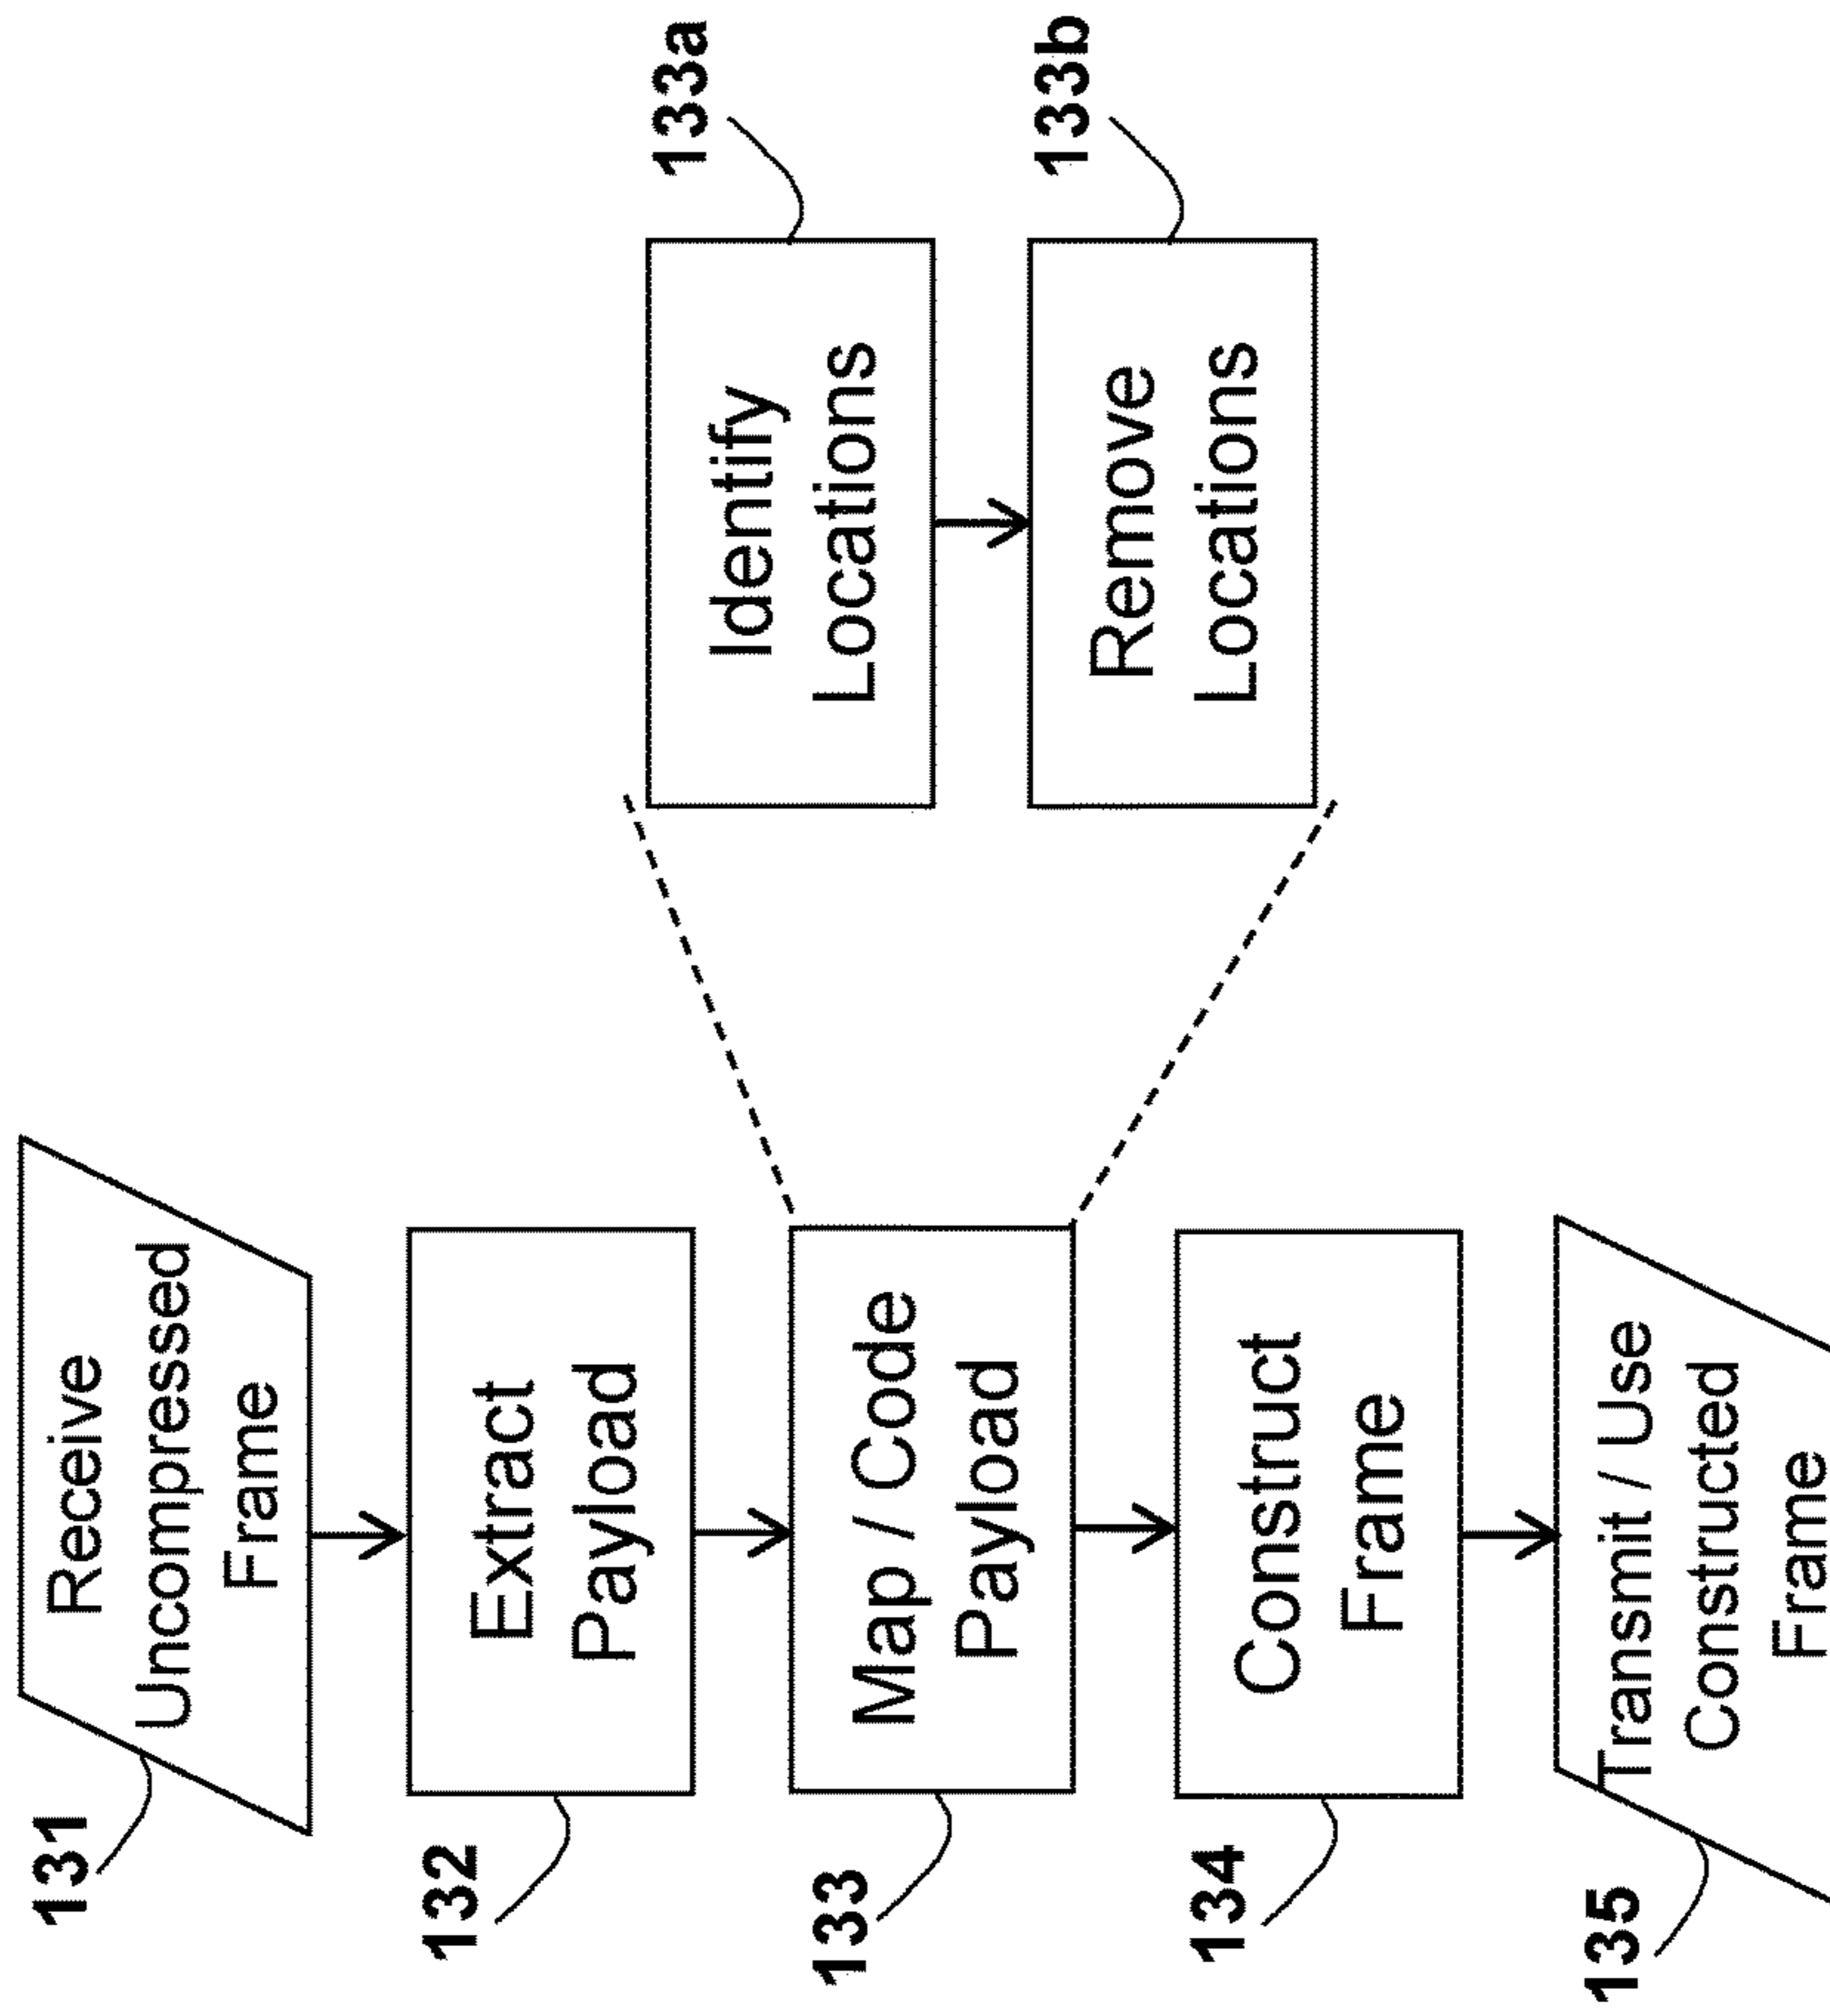 131
Receive
Uncompressed
Frame
132
Extract
Payload
133
Map / Code
Payload
133a
Identify
Locations
133b
Remove
Locations
134
Construct
Frame
135
Transmit / Use
Constructed
Frame